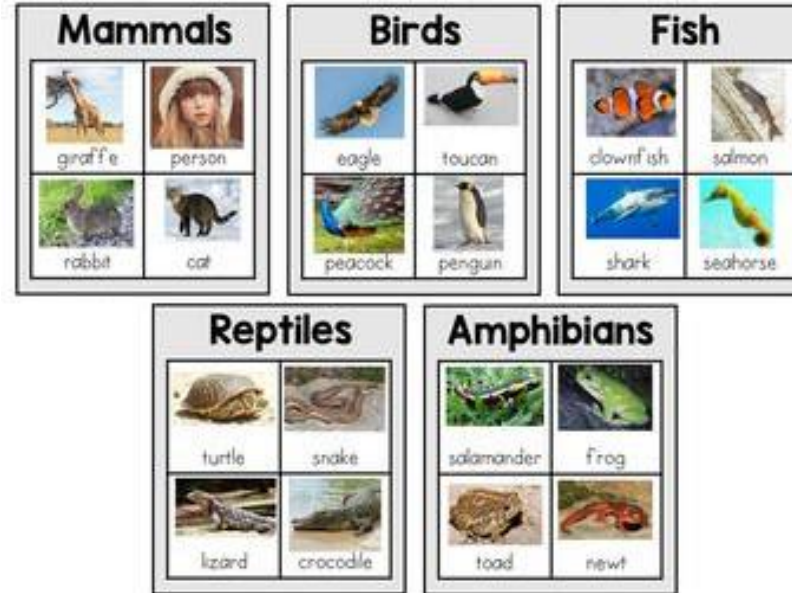 Mammals
giraffe person
rabbit cat
Birds
eagle toucan
peacock penguin
Fish
clownfish salmon
shark seahorse
Reptiles
turtle snake
lizard crocodile
Amphibians
salamander frog
toad newt